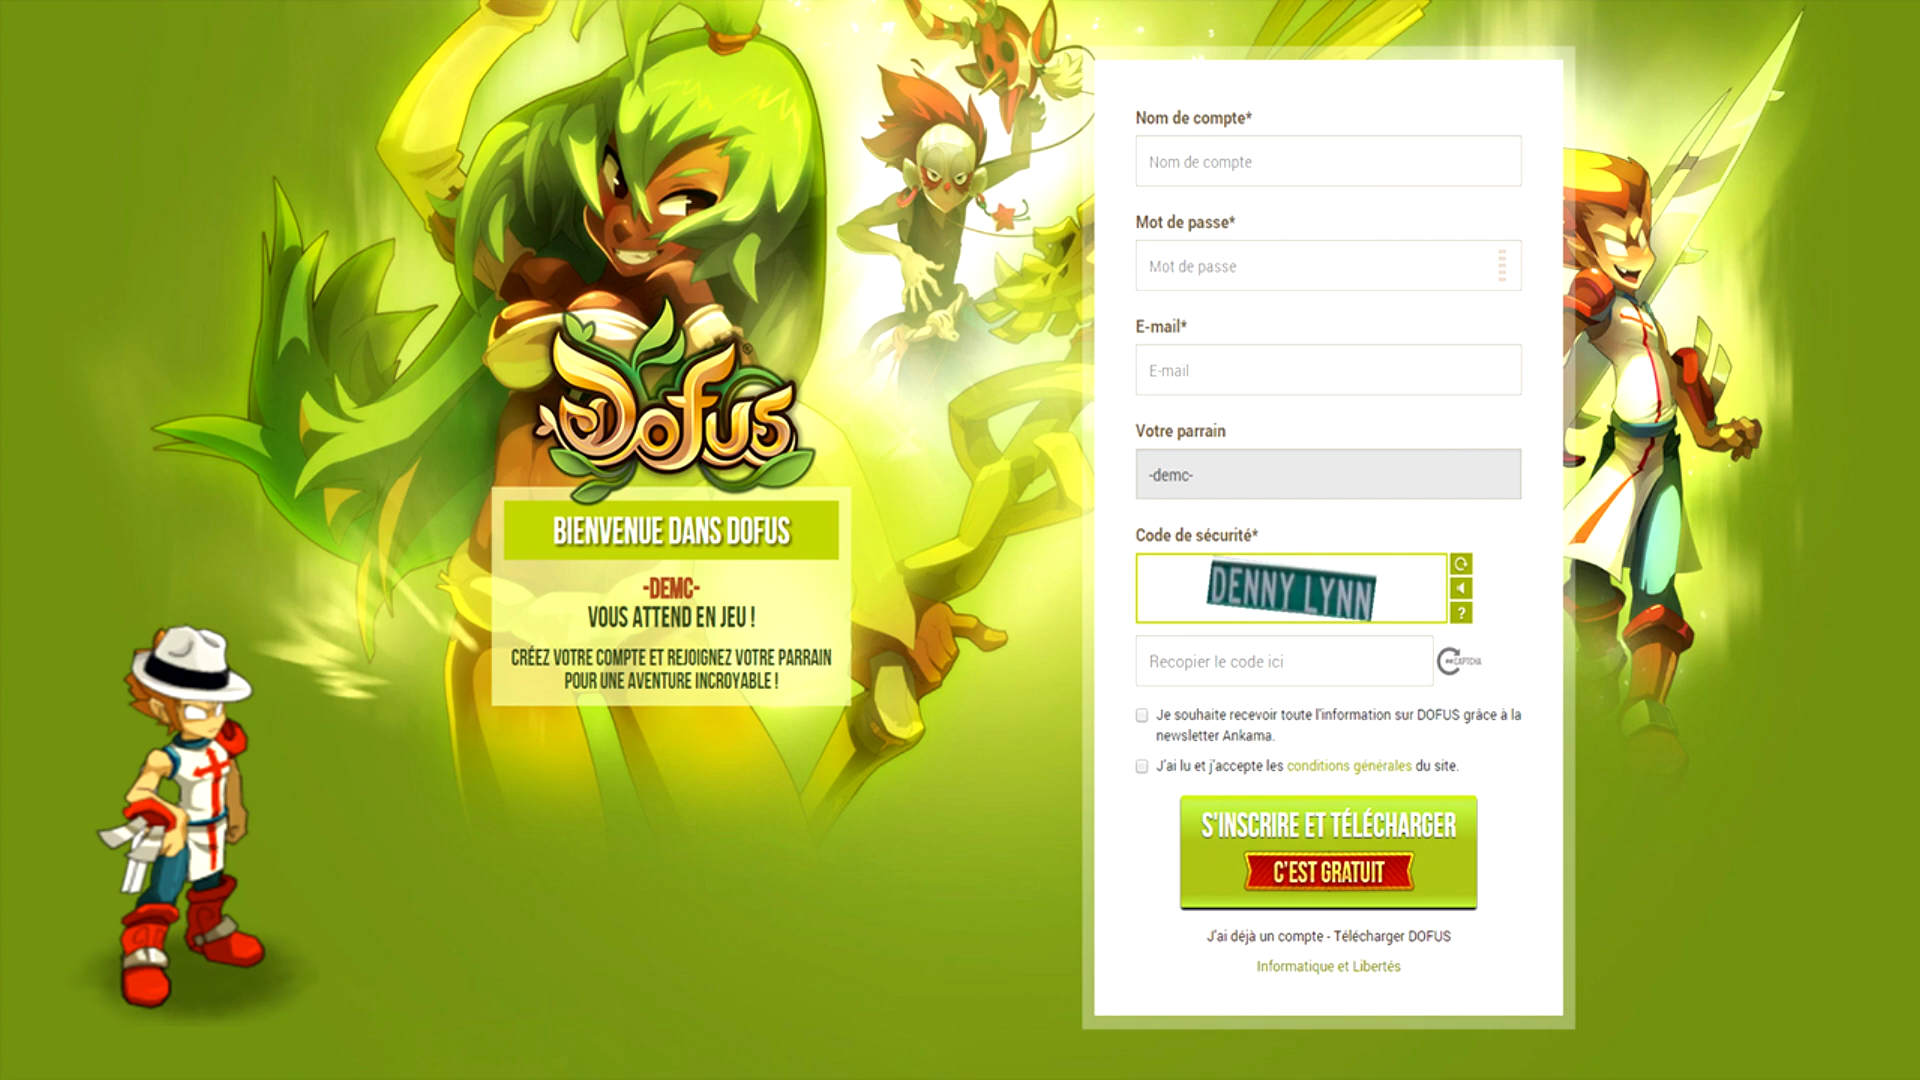 Dofus®
BIENVENUE DANS DOFUS
-DEMC-
VOUS ATTEND EN JEU !
CRÉEZ VOTRE COMPTE ET REJOIGNEZ VOTRE PARRAIN
POUR UNE AVENTURE INCROYABLE !
Nom de compte*
Nom de compte
Mot de passe*
Mot de passe
E-mail*
E-mail
Votre parrain
-demc-
Code de sécurité*
DENNY LYNN
?
Recopier le code ici
reCAPTCHA
Je souhaite recevoir toute l'information sur DOFUS grâce à la
newsletter Ankama.
J'ai lu et j'accepte les conditions générales du site.
S'INSCRIRE ET TÉLÉCHARGER
C'EST GRATUIT
J'ai déjà un compte - Télécharger DOFUS
Informatique et Libertés